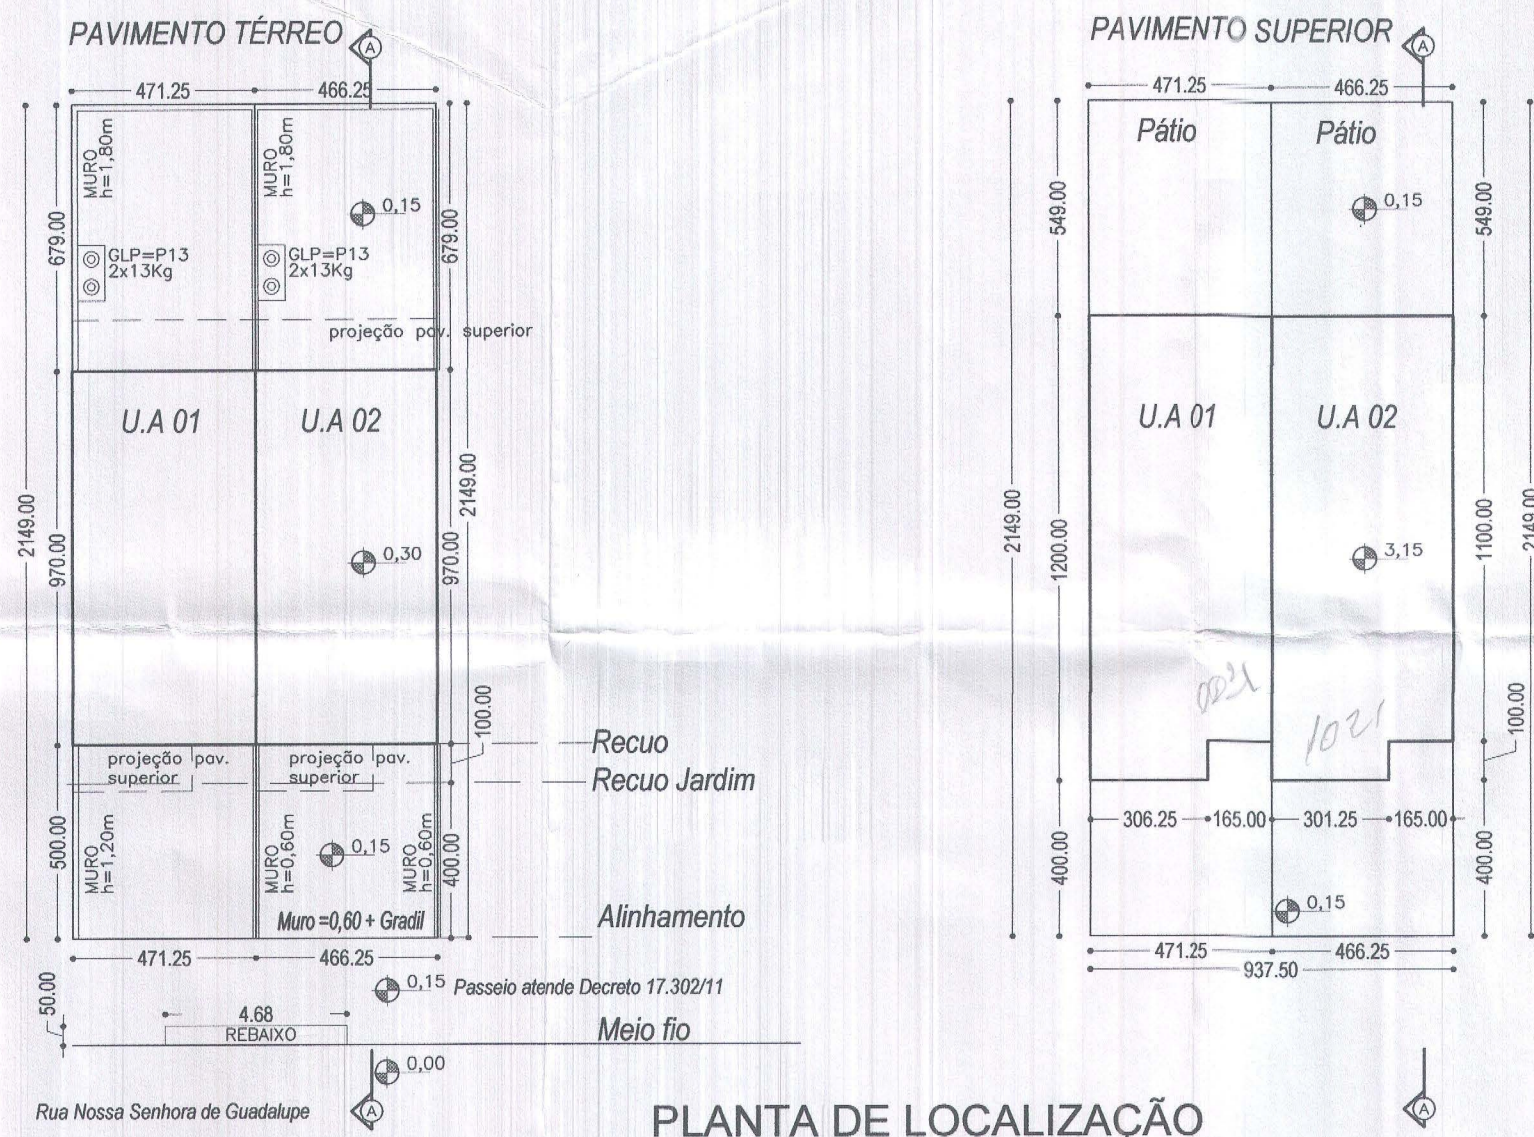 PAVIMENTO TÉRREO
A
471.25
466.25
MURO
h=1,80m
MURO
h=1,80m
0,15
679.00
679.00
GLP=P13
2x13Kg
GLP=P13
2x13Kg
projeção pav. superior
U.A 01
U.A 02
2149.00
2149.00
970.00
0,30
970.00
100.00
Recuo
projeção pav.
superior
projeção pav.
superior
Recuo Jardim
500.00
MURO
h=1,20m
MURO
h=0,60m
0,15
MURO
h=0,60m
400.00
Muro =0,60 + Gradil
Alinhamento
471.25
466.25
50.00
0,15
Passeio atende Decreto 17.302/11
4.68
REBAIXO
Meio fio
0,00
Rua Nossa Senhora de Guadalupe
A
PAVIMENTO SUPERIOR
A
471.25
466.25
Pátio
Pátio
549.00
0,15
549.00
U.A 01
U.A 02
2149.00
1200.00
3,15
1100.00
2149.00
1021
100.00
306.25
165.00
301.25
165.00
400.00
400.00
0,15
471.25
466.25
937.50
A
PLANTA DE LOCALIZAÇÃO